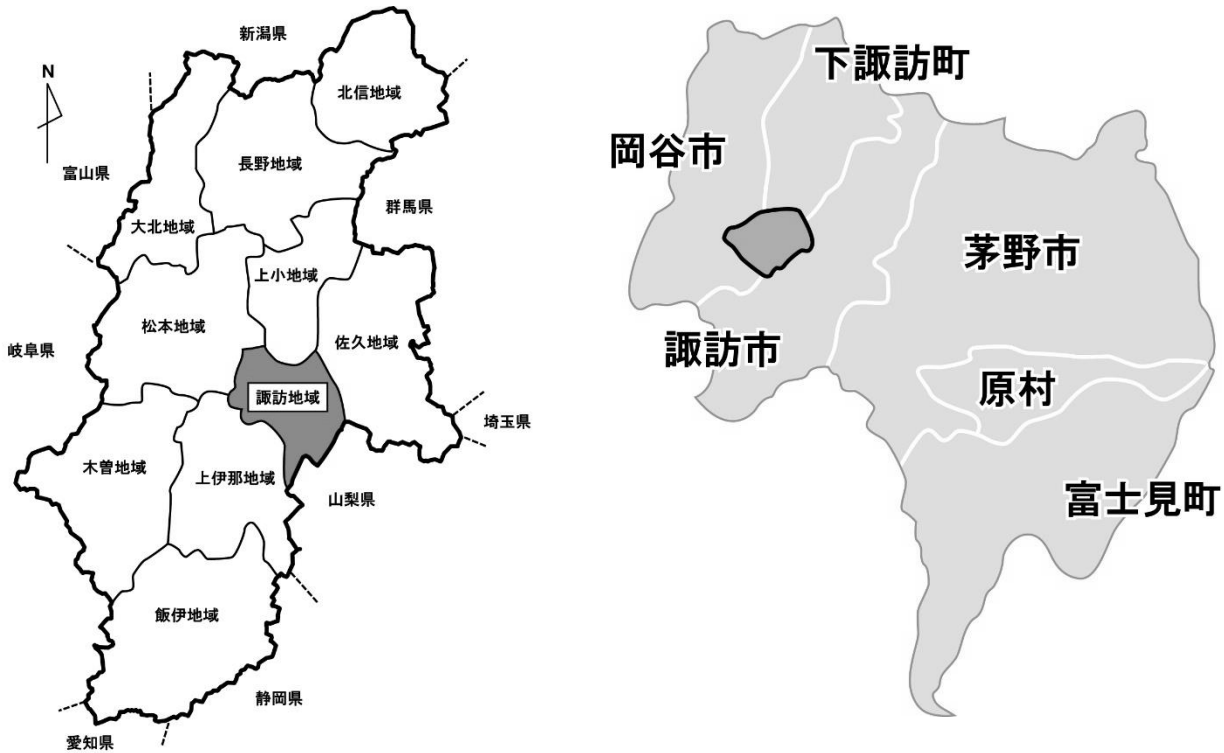 新潟県
N
北信地域
富山県
長野地域
群馬県
大北地域
上小地域
松本地域
佐久地域
岐阜県
諏訪地域
埼玉県
木曽地域
上伊那地域
山梨県
飯伊地域
静岡県
愛知県
下諏訪町
岡谷市
茅野市
諏訪市
原村
富士見町